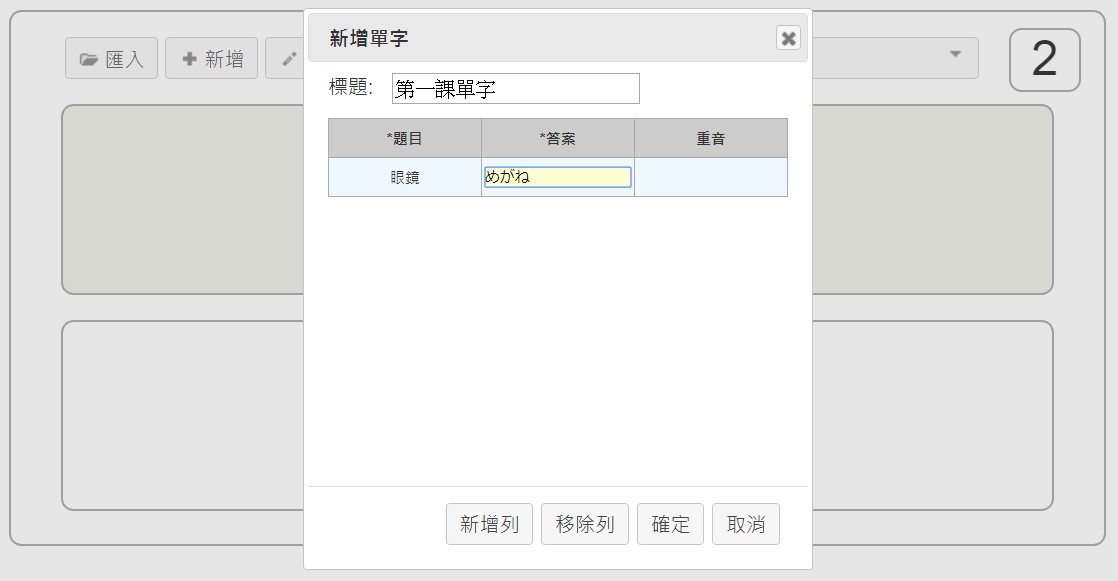 新增單字
匯入 新增 2
標題: 第一課單字
*題目 *答案 重音
眼鏡 めがね
新增列 移除列 確定 取消